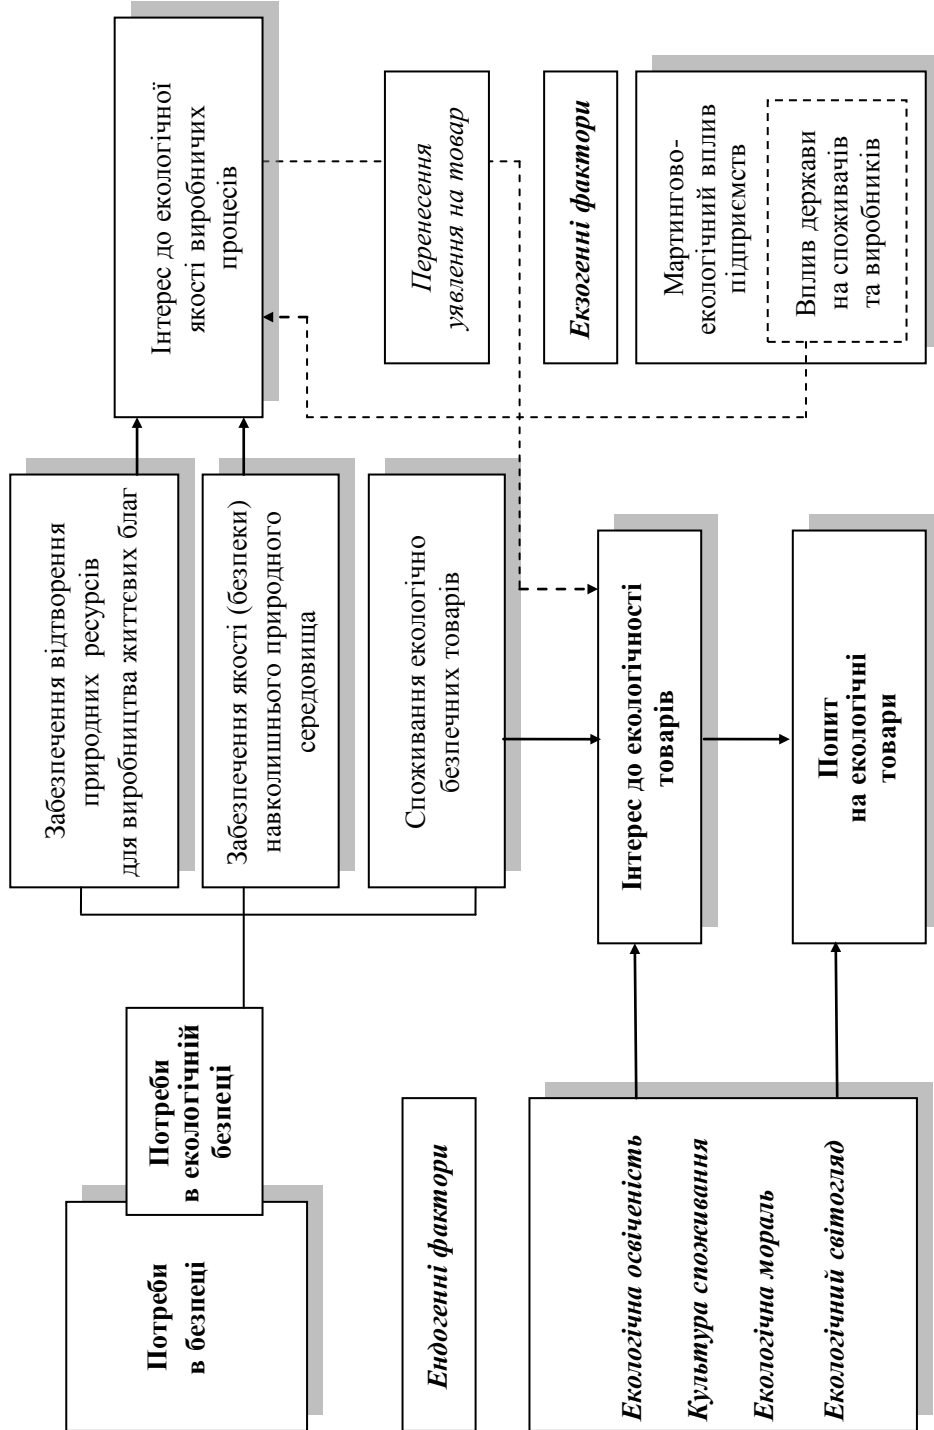 Потреби
в безпеці
Потреби
в екологічній
безпеці
Забезпечення відтворення
природних ресурсів
для виробництва життєвих благ
Забезпечення якості (безпеки)
навколишнього природного
середовища
Споживання екологічно
безпечних товарів
Інтерес до екологічної
якості виробничих
процесів
Перенесення
уявлення на товар
Ендогенні фактори
Екологічна освіченість
Культура споживання
Екологічна мораль
Екологічний світогляд
Інтерес до екологічності
товарів
Попит
на екологічні
товари
Екзогенні фактори
Мартингово-
екологічний вплив
підприємств
Вплив держави
на споживачів
та виробників